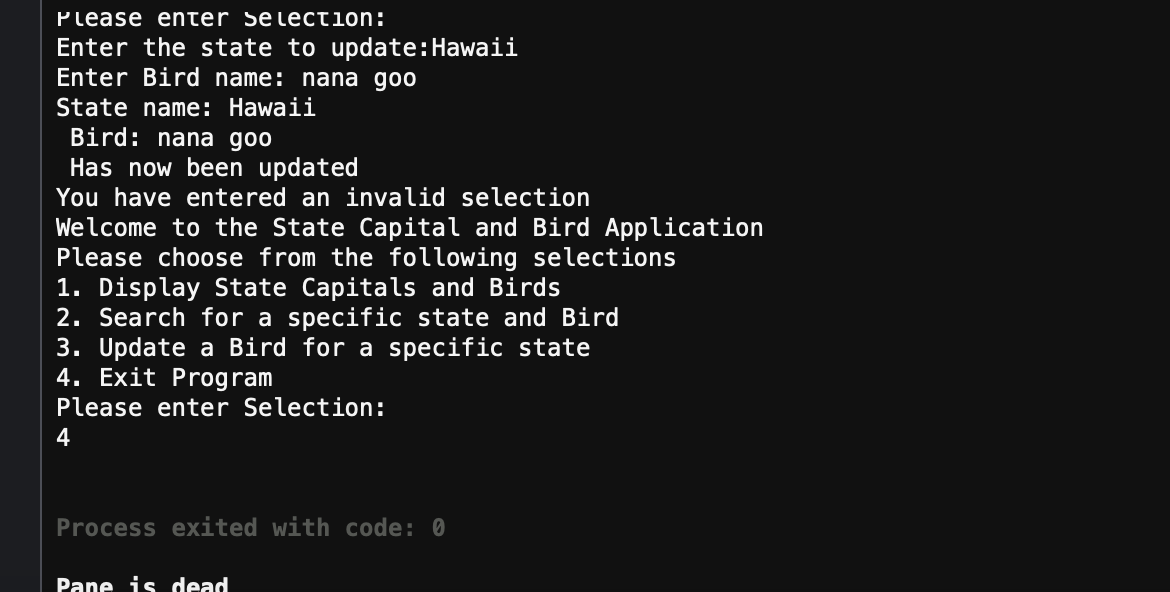 Please enter Selection:
Enter the state to update:Hawaii
Enter Bird name: nana goo
State name: Hawaii
 Bird: nana goo
 Has now been updated
You have entered an invalid selection
Welcome to the State Capital and Bird Application
Please choose from the following selections
1. Display State Capitals and Birds
2. Search for a specific state and Bird
3. Update a Bird for a specific state
4. Exit Program
Please enter Selection:
4
Process exited with code: 0
Pane is dead